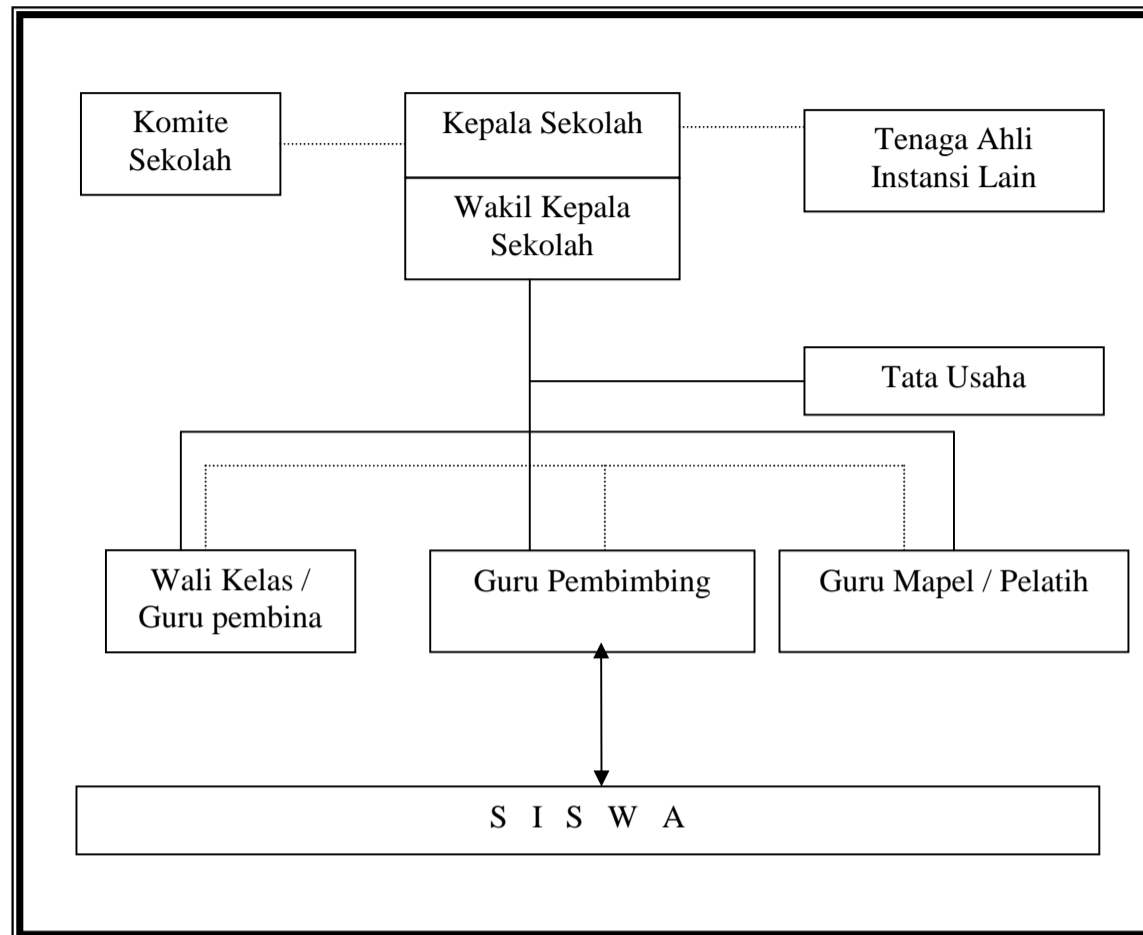 Komite
Sekolah
Kepala Sekolah
Wakil Kepala
Sekolah
Tenaga Ahli
Instansi Lain
Tata Usaha
Wali Kelas /
Guru pembina
Guru Pembimbing
Guru Mapel / Pelatih
S I S W A